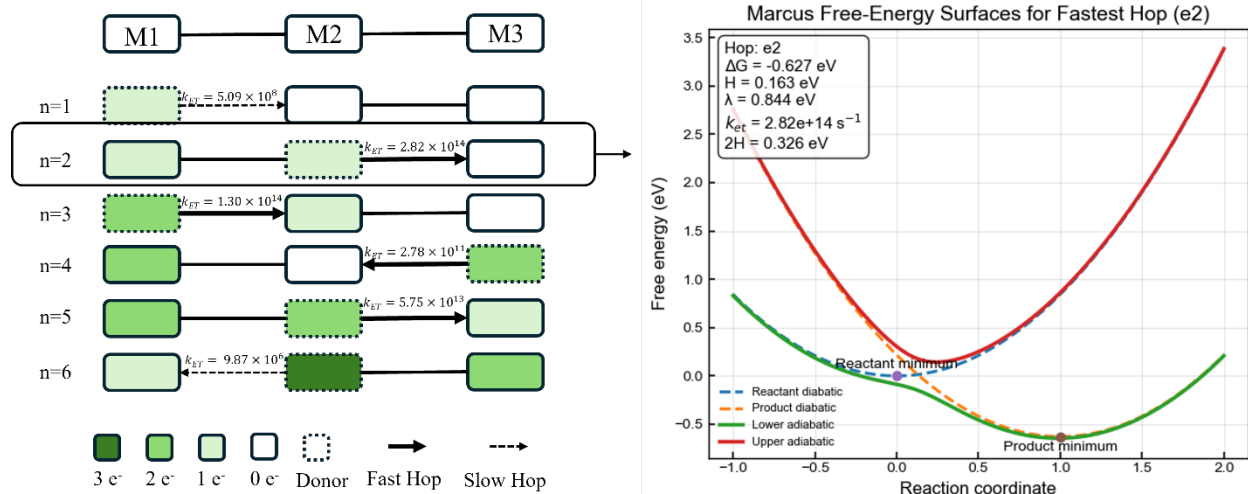 M1 M2 M3
n=1 k_ET = 5.09 × 10^8
n=2 k_ET = 2.82 × 10^14
n=3 k_ET = 1.30 × 10^14
n=4 k_ET = 2.78 × 10^11
n=5 k_ET = 5.75 × 10^13
n=6 k_ET = 9.87 × 10^6
3 e⁻ 2 e⁻ 1 e⁻ 0 e⁻ Donor Fast Hop Slow Hop
Marcus Free-Energy Surfaces for Fastest Hop (e2)
Hop: e2
ΔG = -0.627 eV
H = 0.163 eV
λ = 0.844 eV
k_et = 2.82e+14 s⁻¹
2H = 0.326 eV
Free energy (eV)
3.5
3.0
2.5
2.0
1.5
1.0
0.5
0.0
−0.5
Reactant minimum
Product minimum
Reactant diabatic
Product diabatic
Lower adiabatic
Upper adiabatic
−1.0 −0.5 0.0 0.5 1.0 1.5 2.0
Reaction coordinate